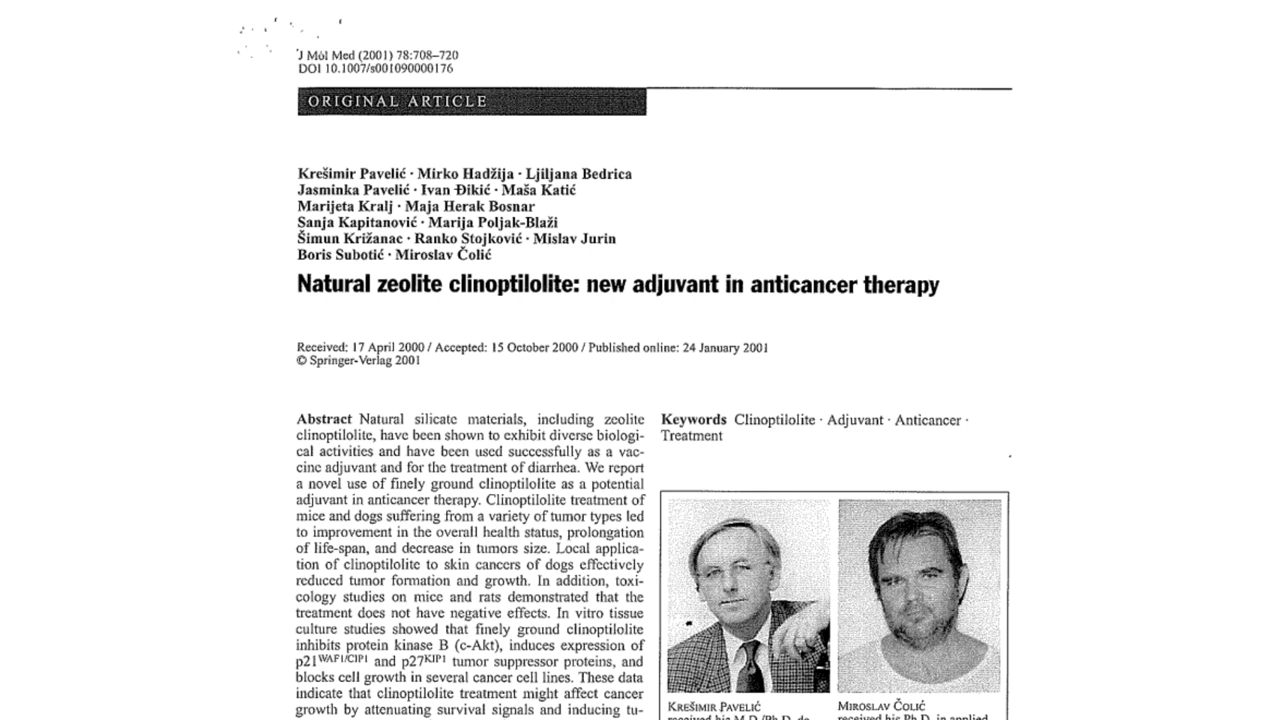 J Mol Med (2001) 78:708–720
DOI 10.1007/s001090000176
ORIGINAL ARTICLE
Krešimir Pavelić · Mirko Hadžija · Ljiljana Bedrica
Jasminka Pavelić · Ivan Đikić · Maša Katić
Marijeta Kralj · Maja Herak Bosnar
Sanja Kapitanović · Marija Poljak-Blaži
Šimun Križanac · Ranko Stojković · Mislav Jurin
Boris Subotić · Miroslav Čolić
Natural zeolite clinoptilolite: new adjuvant in anticancer therapy
Received: 17 April 2000 / Accepted: 15 October 2000 / Published online: 24 January 2001
© Springer-Verlag 2001
Abstract Natural silicate materials, including zeolite
clinoptilolite, have been shown to exhibit diverse biologi-
cal activities and have been used successfully as a vac-
cine adjuvant and for the treatment of diarrhea. We report
a novel use of finely ground clinoptilolite as a potential
adjuvant in anticancer therapy. Clinoptilolite treatment of
mice and dogs suffering from a variety of tumor types led
to improvement in the overall health status, prolongation
of life-span, and decrease in tumors size. Local applica-
tion of clinoptilolite to skin cancers of dogs effectively
reduced tumor formation and growth. In addition, toxi-
cology studies on mice and rats demonstrated that the
treatment does not have negative effects. In vitro tissue
culture studies showed that finely ground clinoptilolite
inhibits protein kinase B (c-Akt), induces expression of
p21WAF1/CIP1 and p27KIP1 tumor suppressor proteins, and
blocks cell growth in several cancer cell lines. These data
indicate that clinoptilolite treatment might affect cancer
growth by attenuating survival signals and inducing tu-
Keywords Clinoptilolite · Adjuvant · Anticancer ·
Treatment
KREŠIMIR PAVELIĆ
received his M.D./Ph.D. de-
MIROSLAV ČOLIĆ
received his Ph.D. in applied